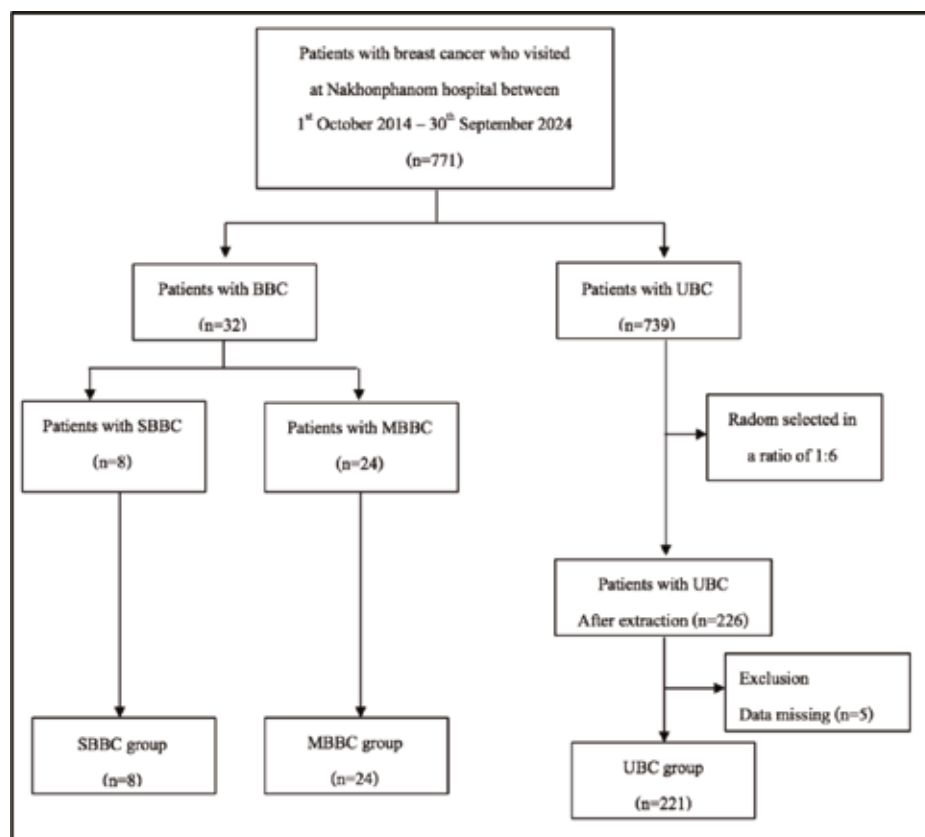 Patients with breast cancer who visited
at Nakhonphanom hospital between
1st October 2014 – 30th September 2024
(n=771)
Patients with BBC
(n=32)
Patients with UBC
(n=739)
Patients with SBBC
(n=8)
Patients with MBBC
(n=24)
Radom selected in
a ratio of 1:6
Patients with UBC
After extraction (n=226)
Exclusion
Data missing (n=5)
SBBC group
(n=8)
MBBC group
(n=24)
UBC group
(n=221)